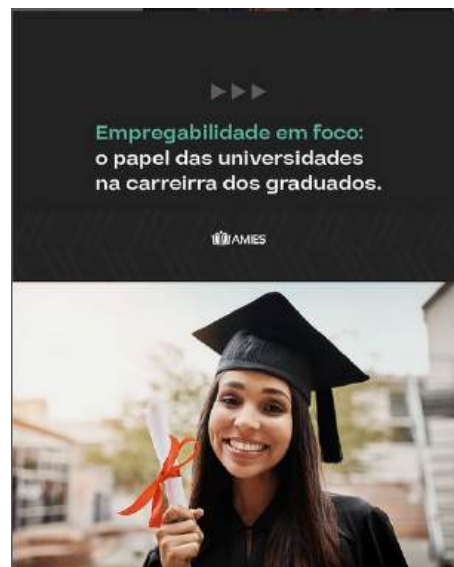 Empregabilidade em foco:
o papel das universidades
na carreirra dos graduados.
AMIES